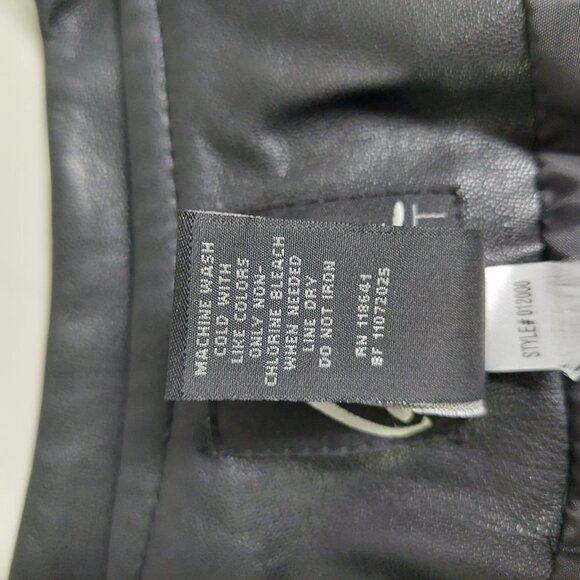 MACHINE WASH
COLD WITH
LIKE COLORS
ONLY NON-
CHLORINE BLEACH
WHEN NEEDED
LINE DRY
DO NOT IRON
RN 118641
BF 11072025
STYLE# 012000